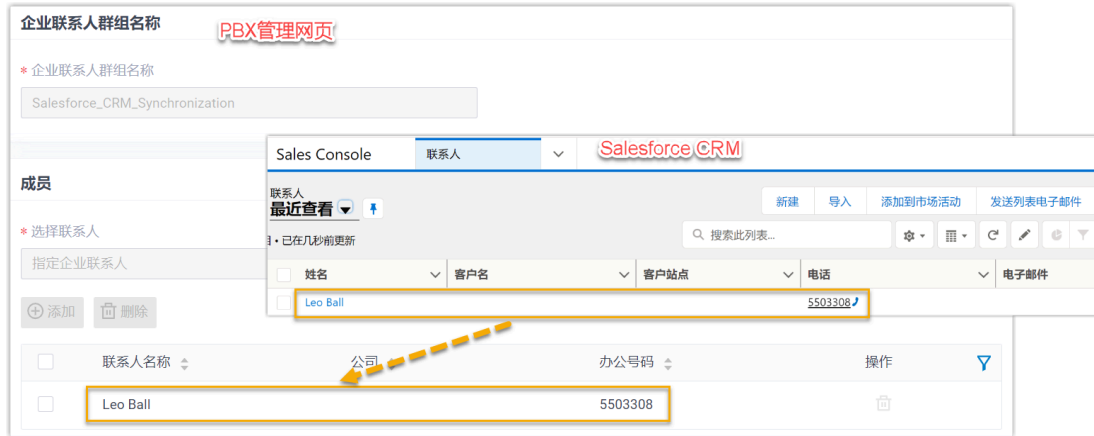 企业联系人群组名称
PBX管理网页
* 企业联系人群组名称
Salesforce_CRM_Synchronization
Sales Console 联系人 Salesforce CRM
联系人
最近查看
新建 导入 添加到市场活动 发送列表电子邮件
• 已在几秒前更新
搜索此列表...
姓名 客户名 客户站点 电话 电子邮件
Leo Ball 5503308
成员
* 选择联系人
指定企业联系人
添加 删除
联系人名称 公司 办公号码 操作
Leo Ball 5503308